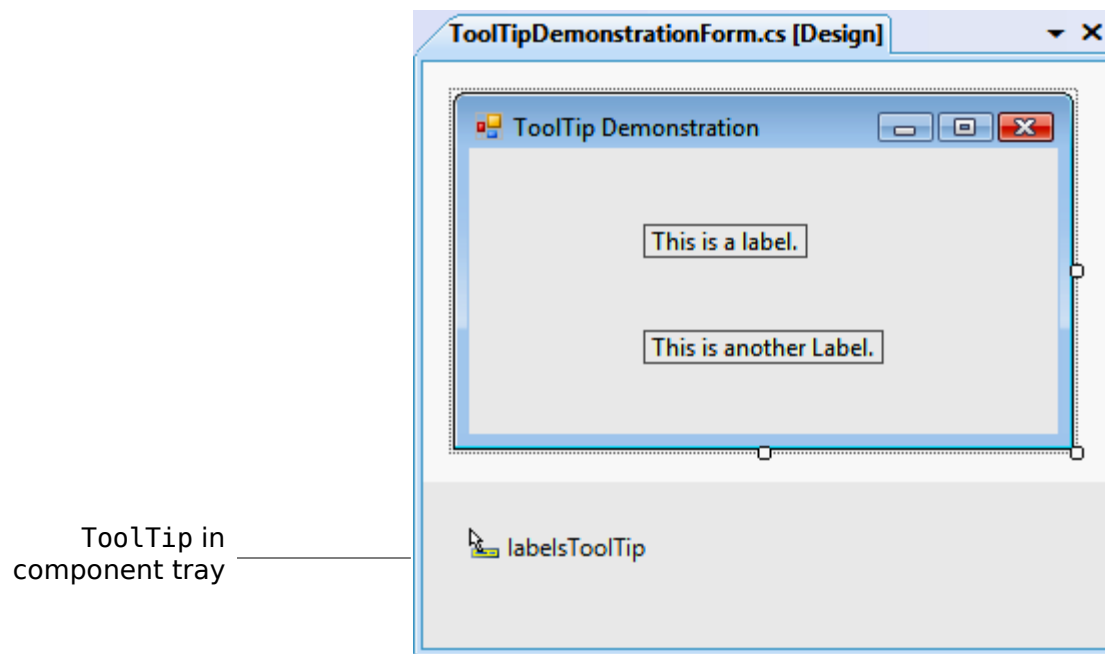 ToolTipDemonstrationForm.cs [Design]
ToolTip Demonstration
This is a label.
This is another Label.
ToolTip in
component tray
labelsToolTip